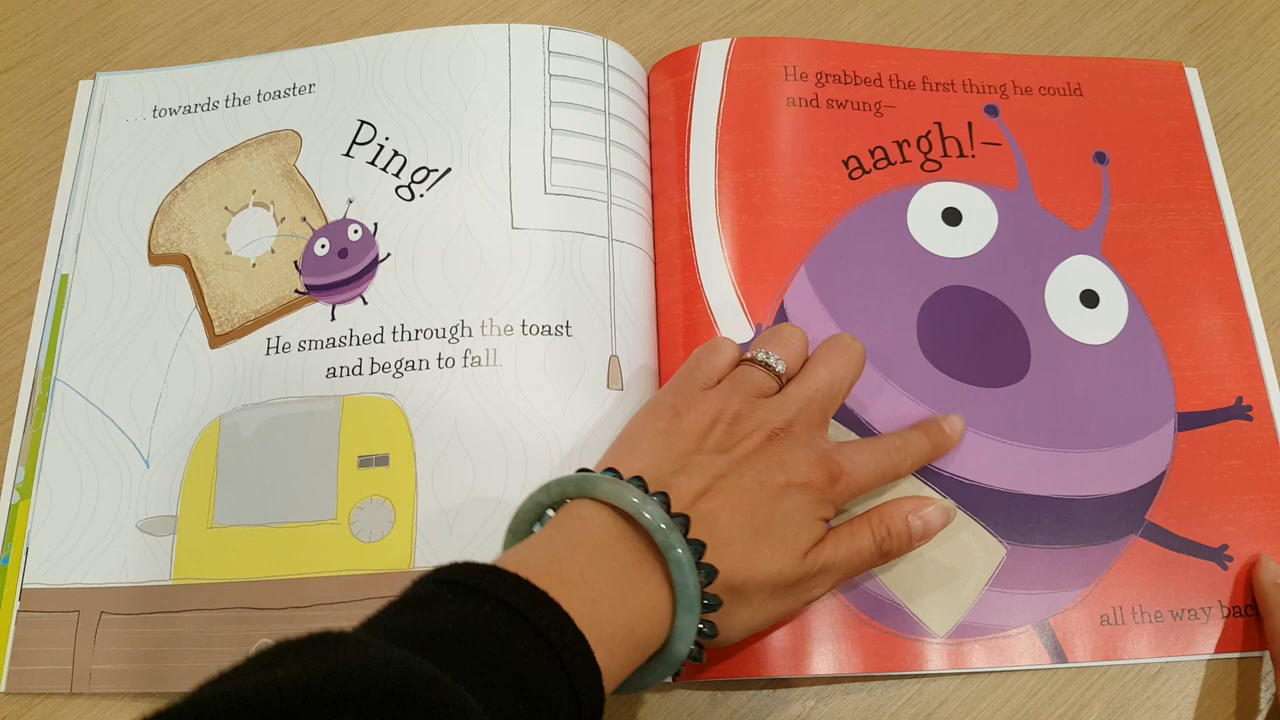 ... towards the toaster.
Ping!
He smashed through the toast
and began to fall.
He grabbed the first thing he could
and swung—
aargh!—
all the way